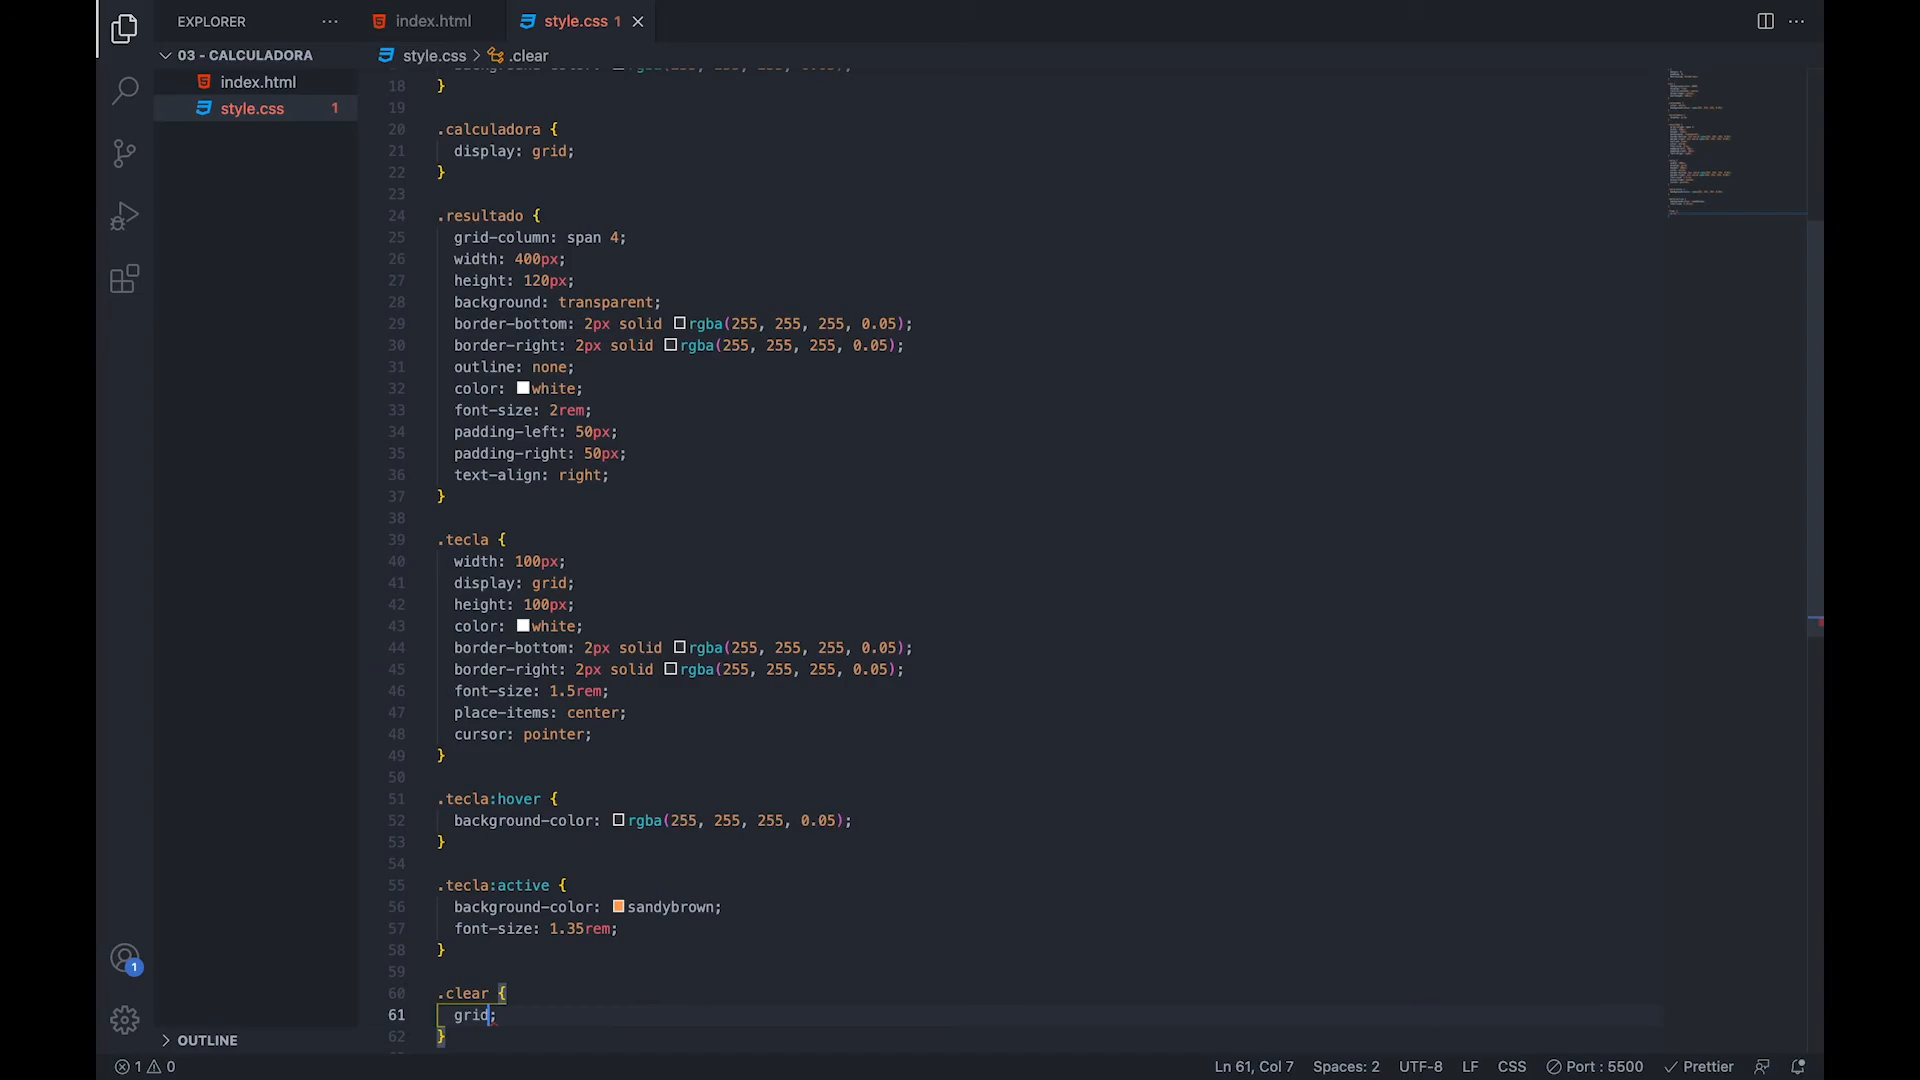 EXPLORER
index.html
style.css 1
03 - CALCULADORA
style.css > .clear
index.html
style.css 1
18 }
19
20 .calculadora {
21 display: grid;
22 }
23
24 .resultado {
25 grid-column: span 4;
26 width: 400px;
27 height: 120px;
28 background: transparent;
29 border-bottom: 2px solid rgba(255, 255, 255, 0.05);
30 border-right: 2px solid rgba(255, 255, 255, 0.05);
31 outline: none;
32 color: white;
33 font-size: 2rem;
34 padding-left: 50px;
35 padding-right: 50px;
36 text-align: right;
37 }
38
39 .tecla {
40 width: 100px;
41 display: grid;
42 height: 100px;
43 color: white;
44 border-bottom: 2px solid rgba(255, 255, 255, 0.05);
45 border-right: 2px solid rgba(255, 255, 255, 0.05);
46 font-size: 1.5rem;
47 place-items: center;
48 cursor: pointer;
49 }
50
51 .tecla:hover {
52 background-color: rgba(255, 255, 255, 0.05);
53 }
54
55 .tecla:active {
56 background-color: sandybrown;
57 font-size: 1.35rem;
58 }
59
60 .clear {
61 grid;
62 }
1
OUTLINE
1 0
Ln 61, Col 7
Spaces: 2
UTF-8
LF
CSS
Port : 5500
Prettier